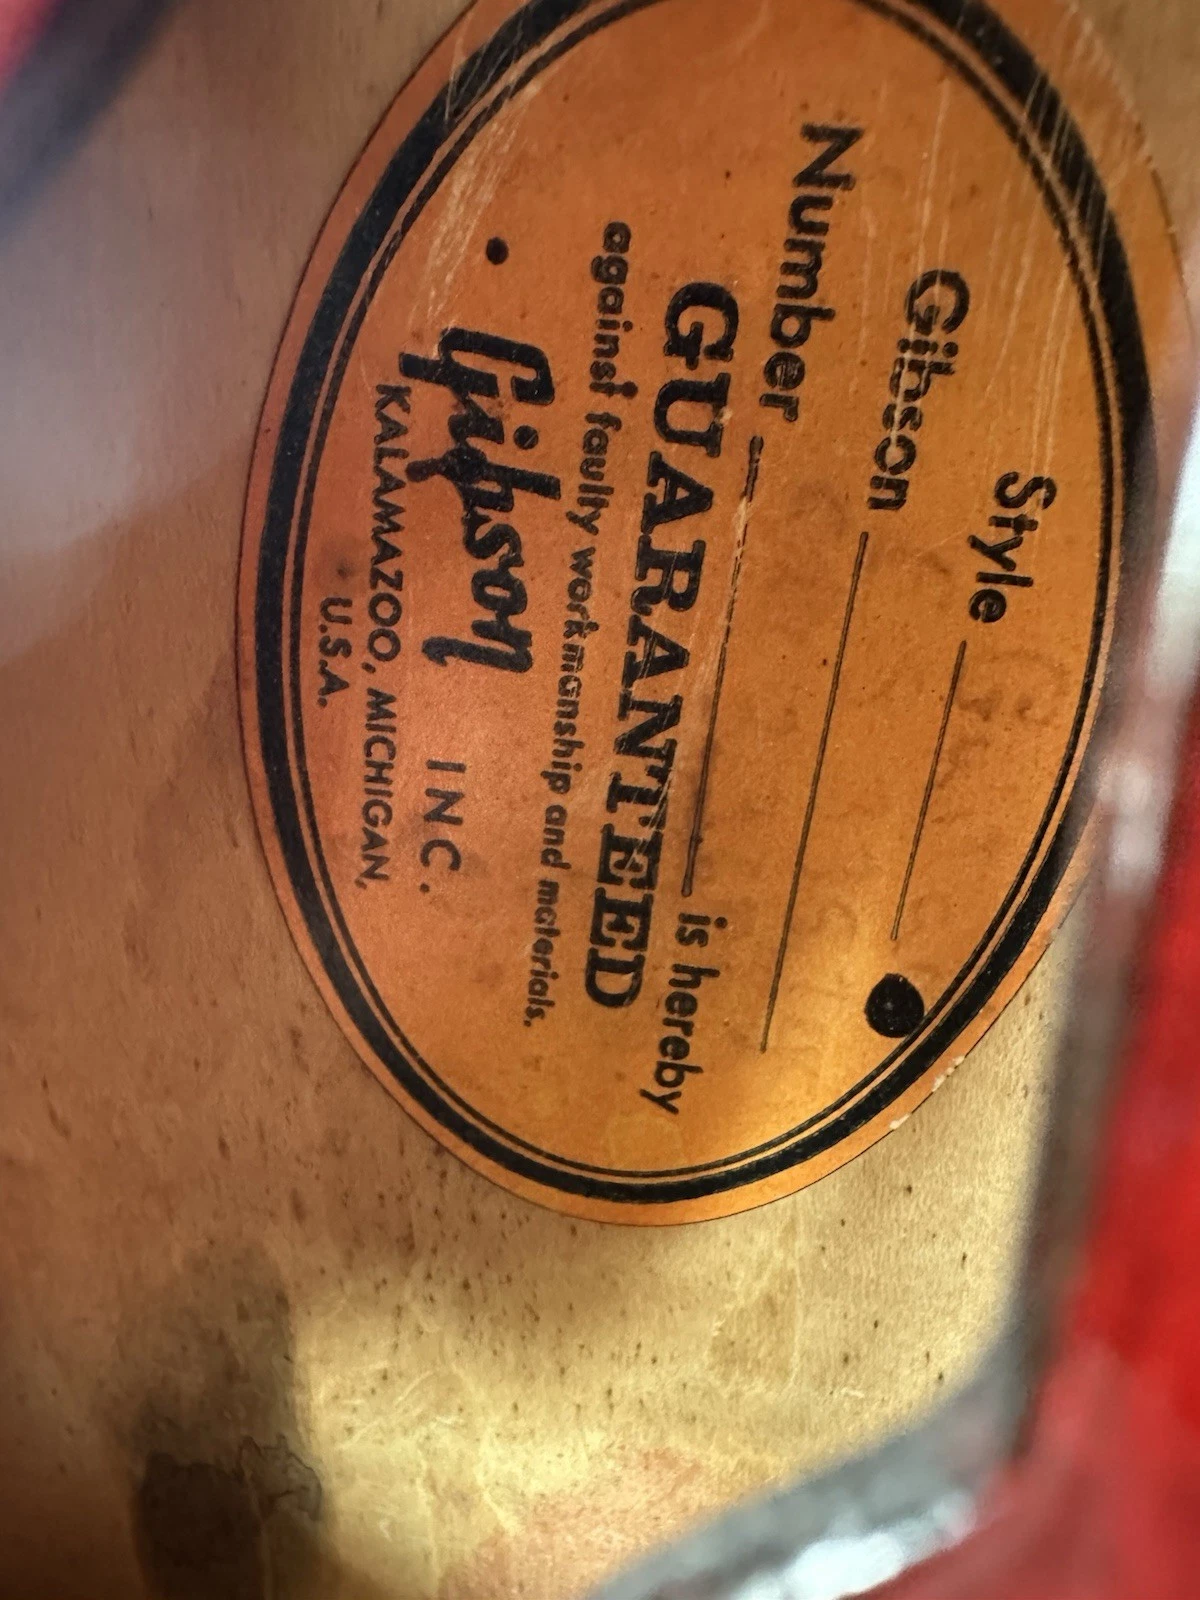 Style
Gibson
Number is hereby
GUARANTEED
against faulty workmanship and materials.
Gibson INC.
KALAMAZOO, MICHIGAN,
U.S.A.